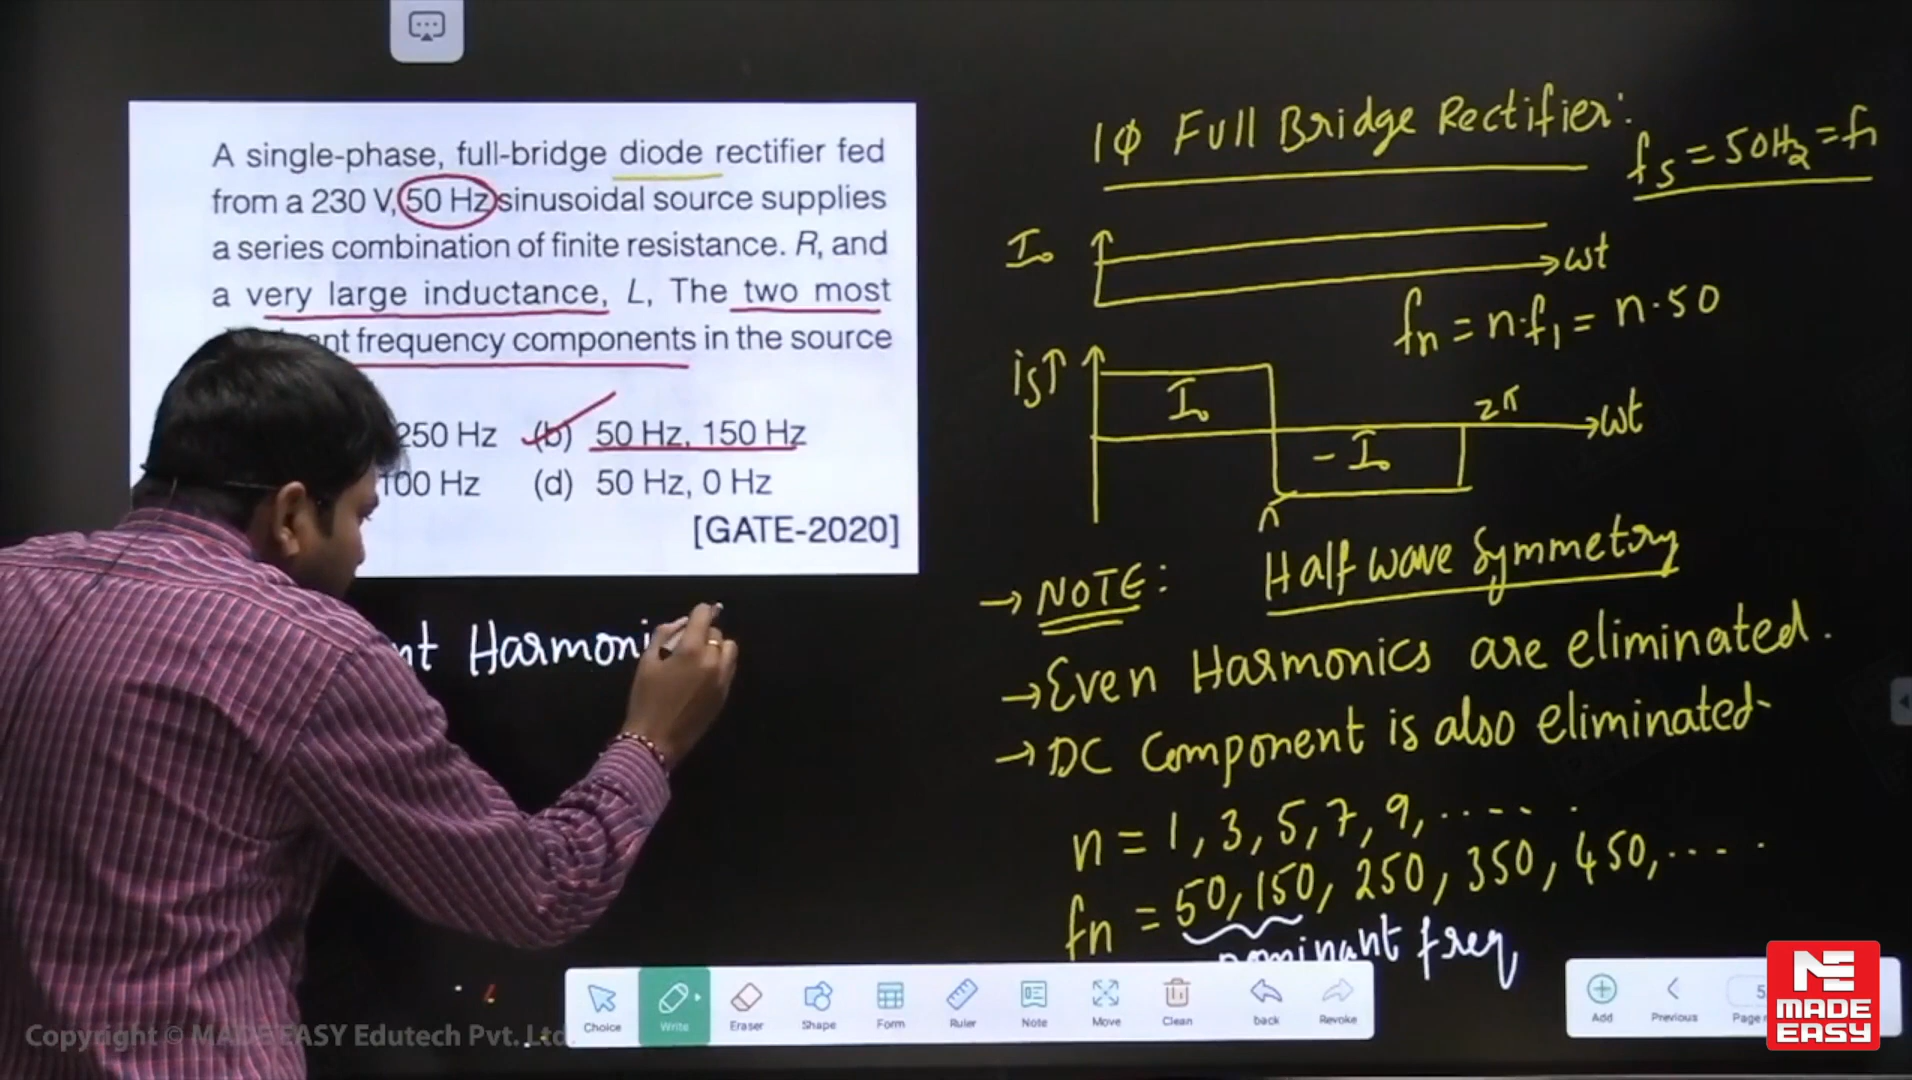 A single-phase, full-bridge diode rectifier fed
from a 230 V, 50 Hz sinusoidal source supplies
a series combination of finite resistance. R, and
a very large inductance, L, The two most
frequency components in the source
250 Hz (b) 50 Hz, 150 Hz
100 Hz (d) 50 Hz, 0 Hz
[GATE-2020]
Harmoni
1φ Full Bridge Rectifier:
fs = 50Hz = f1
I₀
ωt
fn = n·f1 = n·50
is↑
I₀
2π
ωt
-I₀
π
→ NOTE: Half wave Symmetry
→ Even Harmonics are eliminated.
→ DC Component is also eliminated
n = 1, 3, 5, 7, 9, .....
fn = 50, 150, 250, 350, 450, ....
Dominant freq
Choice Write Eraser Shape Form Ruler Note Move Clean back Revoke
Add Previous Page
5
ME
MADE
EASY
Copyright © MADE EASY Edutech Pvt. Ltd